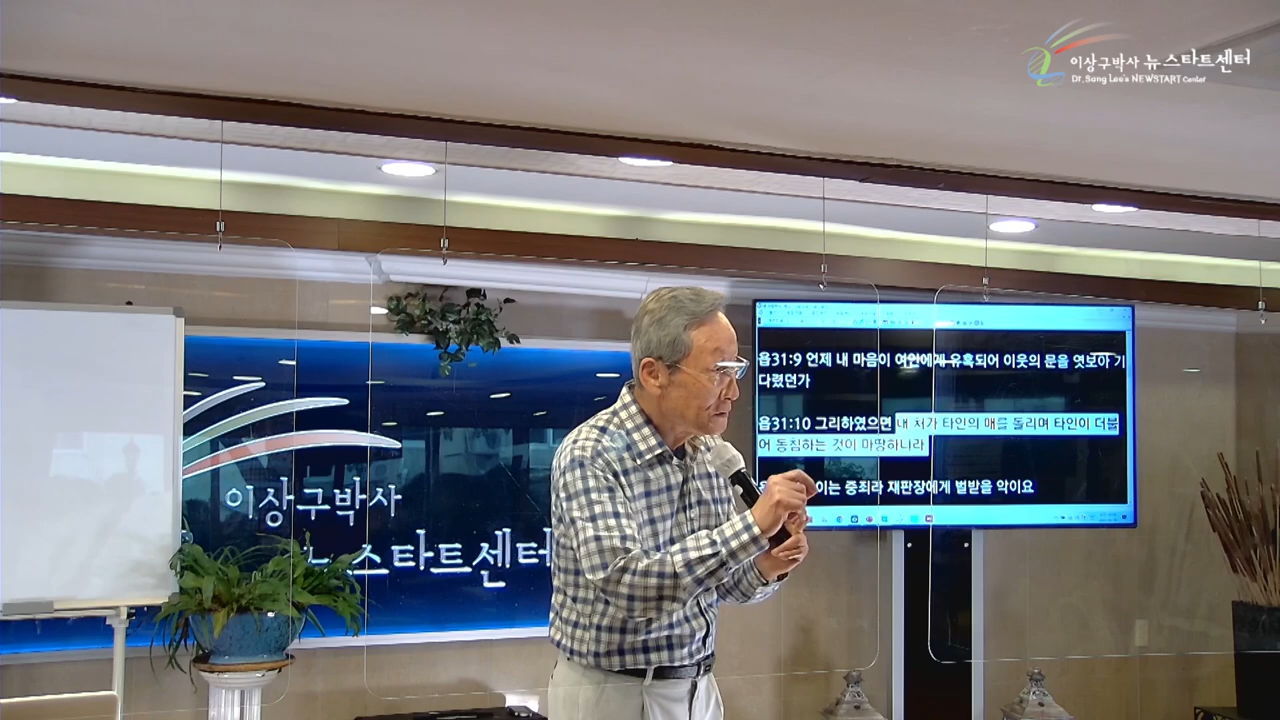 이상구박사 뉴스타트센터
Dr. Sang Lee's NEWSTART Center
이상구박사
뉴스타트센터
욥31:9 언제 내 마음이 여인에게 유혹되어 이웃의 문을 엿보아 기
다렸던가
욥31:10 그리하였으면 내 처가 타인의 매를 돌리며 타인이 더불
어 동침하는 것이 마땅하니라
이는 중죄라 재판장에게 벌받을 악이요